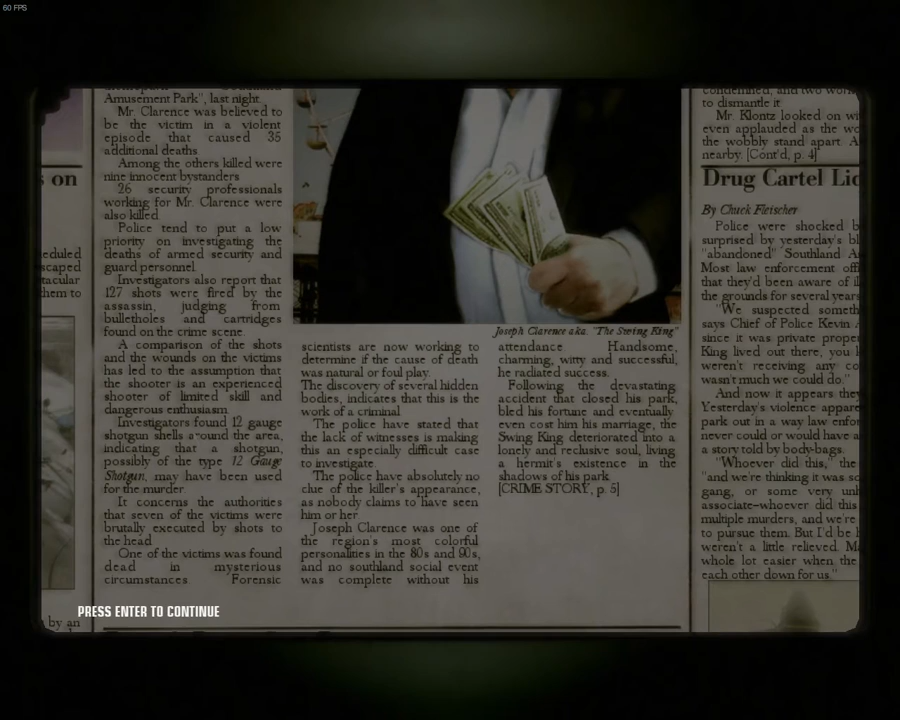 60 FPS
s on
eduled
scaped
tacular
them to
by an
Amusement Park", last night.
Mr. Clarence was believed to
be the victim in a violent
episode that caused 35
additional deaths.
Among the others killed were
nine innocent bystanders.
26 security professionals
working for Mr. Clarence were
also killed.
Police tend to put a low
priority on investigating the
deaths of armed security and
guard personnel.
Investigators also report that
127 shots were fired by the
assassin, judging from
bulletholes and cartridges
found on the crime scene.
A comparison of the shots
and the wounds on the victims
has led to the assumption that
the shooter is an experienced
shooter of limited skill and
dangerous enthusiasm.
Investigators found 12 gauge
shotgun shells around the area,
indicating that a shotgun,
possibly of the type 12 Gauge
Shotgun, may have been used
for the murder.
It concerns the authorities
that seven of the victims were
brutally executed by shots to
the head.
One of the victims was found
dead in mysterious
circumstances. Forensic
Joseph Clarence a.k.a. "The Swing King"
scientists are now working to
determine if the cause of death
was natural or foul play.
The discovery of several hidden
bodies, indicates that this is the
work of a criminal.
The police have stated that
the lack of witnesses is making
this an especially difficult case
to investigate.
The police have absolutely no
clue of the killer's appearance,
as nobody claims to have seen
him or her.
Joseph Clarence was one of
the region's most colorful
personalities in the 80s and 90s,
and no southland social event
was complete without his
attendance. Handsome,
charming, witty and successful,
he radiated success.
Following the devastating
accident that closed his park,
bled his fortune and eventually
even cost him his marriage, the
Swing King deteriorated into a
lonely and reclusive soul, living
a hermit's existence in the
shadows of his park.
[CRIME STORY, p. 5]
condemned, and two work
to dismantle it.
Mr. Klontz looked on wi
even applauded as the wo
the wobbly stand apart. A
nearby. [Cont'd, p. 4]
Drug Cartel Lic
By Chuck Fleischer
Police were shocked b
surprised by yesterday's bl
"abandoned" Southland A
Most law enforcement off
that they'd been aware of il
the grounds for several years
"We suspected someth
says Chief of Police Kevin
since it was private proper
King lived out there, you k
weren't receiving any co
wasn't much we could do."
And now it appears they
Yesterday's violence appare
park out in a way law enfor
never could or would have a
a story told by body-bags.
"Whoever did this," the
"and we're thinking it was so
gang, or some very unh
associate-whoever did this
multiple murders, and we're
to pursue them. But I'd be l
weren't a little relieved. Ma
whole lot easier when the
each other down for us."
PRESS ENTER TO CONTINUE